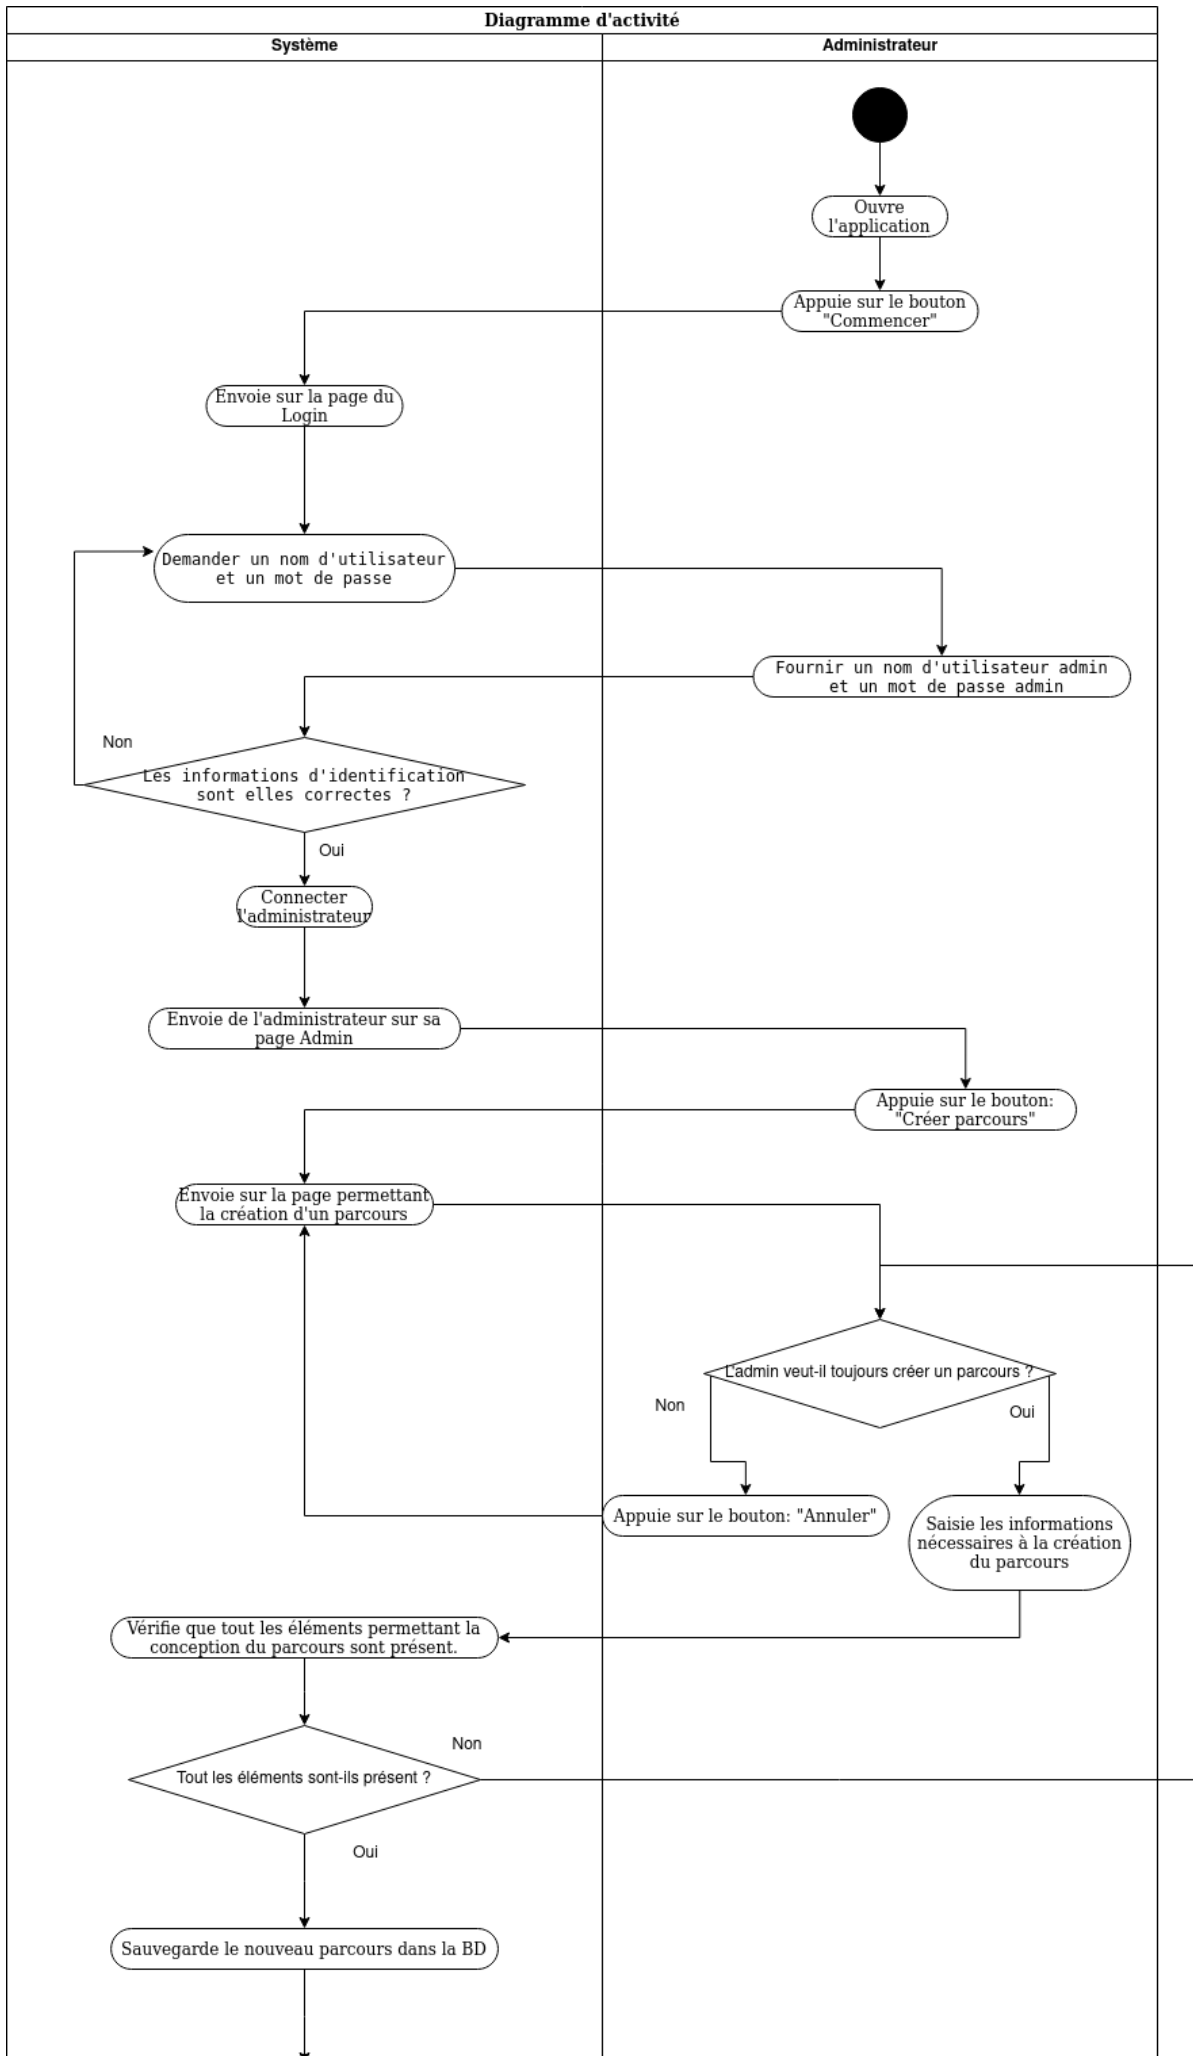 Diagramme d'activité
Système
Administrateur
Ouvre
l'application
Appuie sur le bouton
"Commencer"
Envoie sur la page du
Login
Demander un nom d'utilisateur
et un mot de passe
Fournir un nom d'utilisateur admin
et un mot de passe admin
Non
Les informations d'identification
sont elles correctes ?
Oui
Connecter
l'administrateur
Envoie de l'administrateur sur sa
page Admin
Appuie sur le bouton:
"Créer parcours"
Envoie sur la page permettant
la création d'un parcours
L'admin veut-il toujours créer un parcours ?
Non
Oui
Appuie sur le bouton: "Annuler"
Saisie les informations
nécessaires à la création
du parcours
Vérifie que tout les éléments permettant la
conception du parcours sont présent.
Non
Tout les éléments sont-ils présent ?
Oui
Sauvegarde le nouveau parcours dans la BD